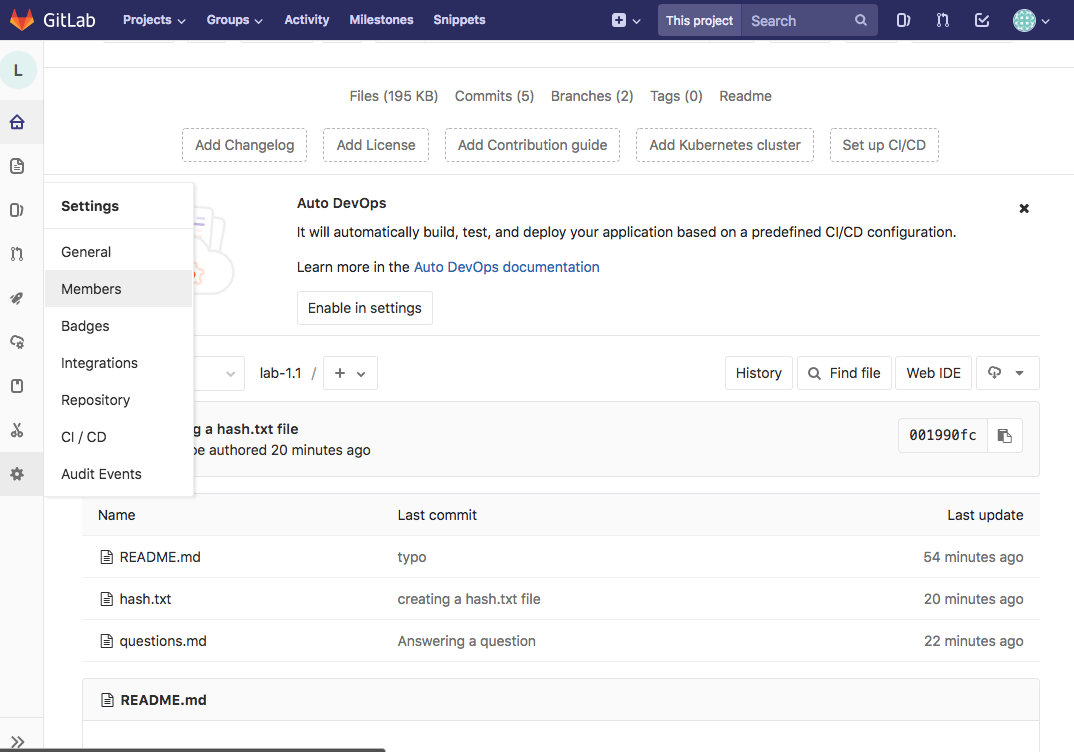 GitLab Projects Groups Activity Milestones Snippets This project Search
L
Files (195 KB) Commits (5) Branches (2) Tags (0) Readme
Add Changelog Add License Add Contribution guide Add Kubernetes cluster Set up CI/CD
Settings
General
Members
Badges
Integrations
Repository
CI / CD
Audit Events
Auto DevOps
It will automatically build, test, and deploy your application based on a predefined CI/CD configuration.
Learn more in the Auto DevOps documentation
Enable in settings
lab-1.1 / + History Find file Web IDE
a hash.txt file
authored 20 minutes ago
001990fc
Name Last commit Last update
README.md typo 54 minutes ago
hash.txt creating a hash.txt file 20 minutes ago
questions.md Answering a question 22 minutes ago
README.md